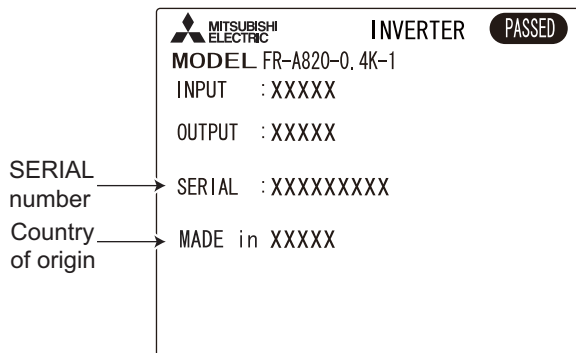 MITSUBISHI
ELECTRIC
INVERTER
PASSED
MODEL FR-A820-0.4K-1
INPUT :XXXXX
OUTPUT :XXXXX
SERIAL number
SERIAL :XXXXXXXXX
Country of origin
MADE in XXXXX